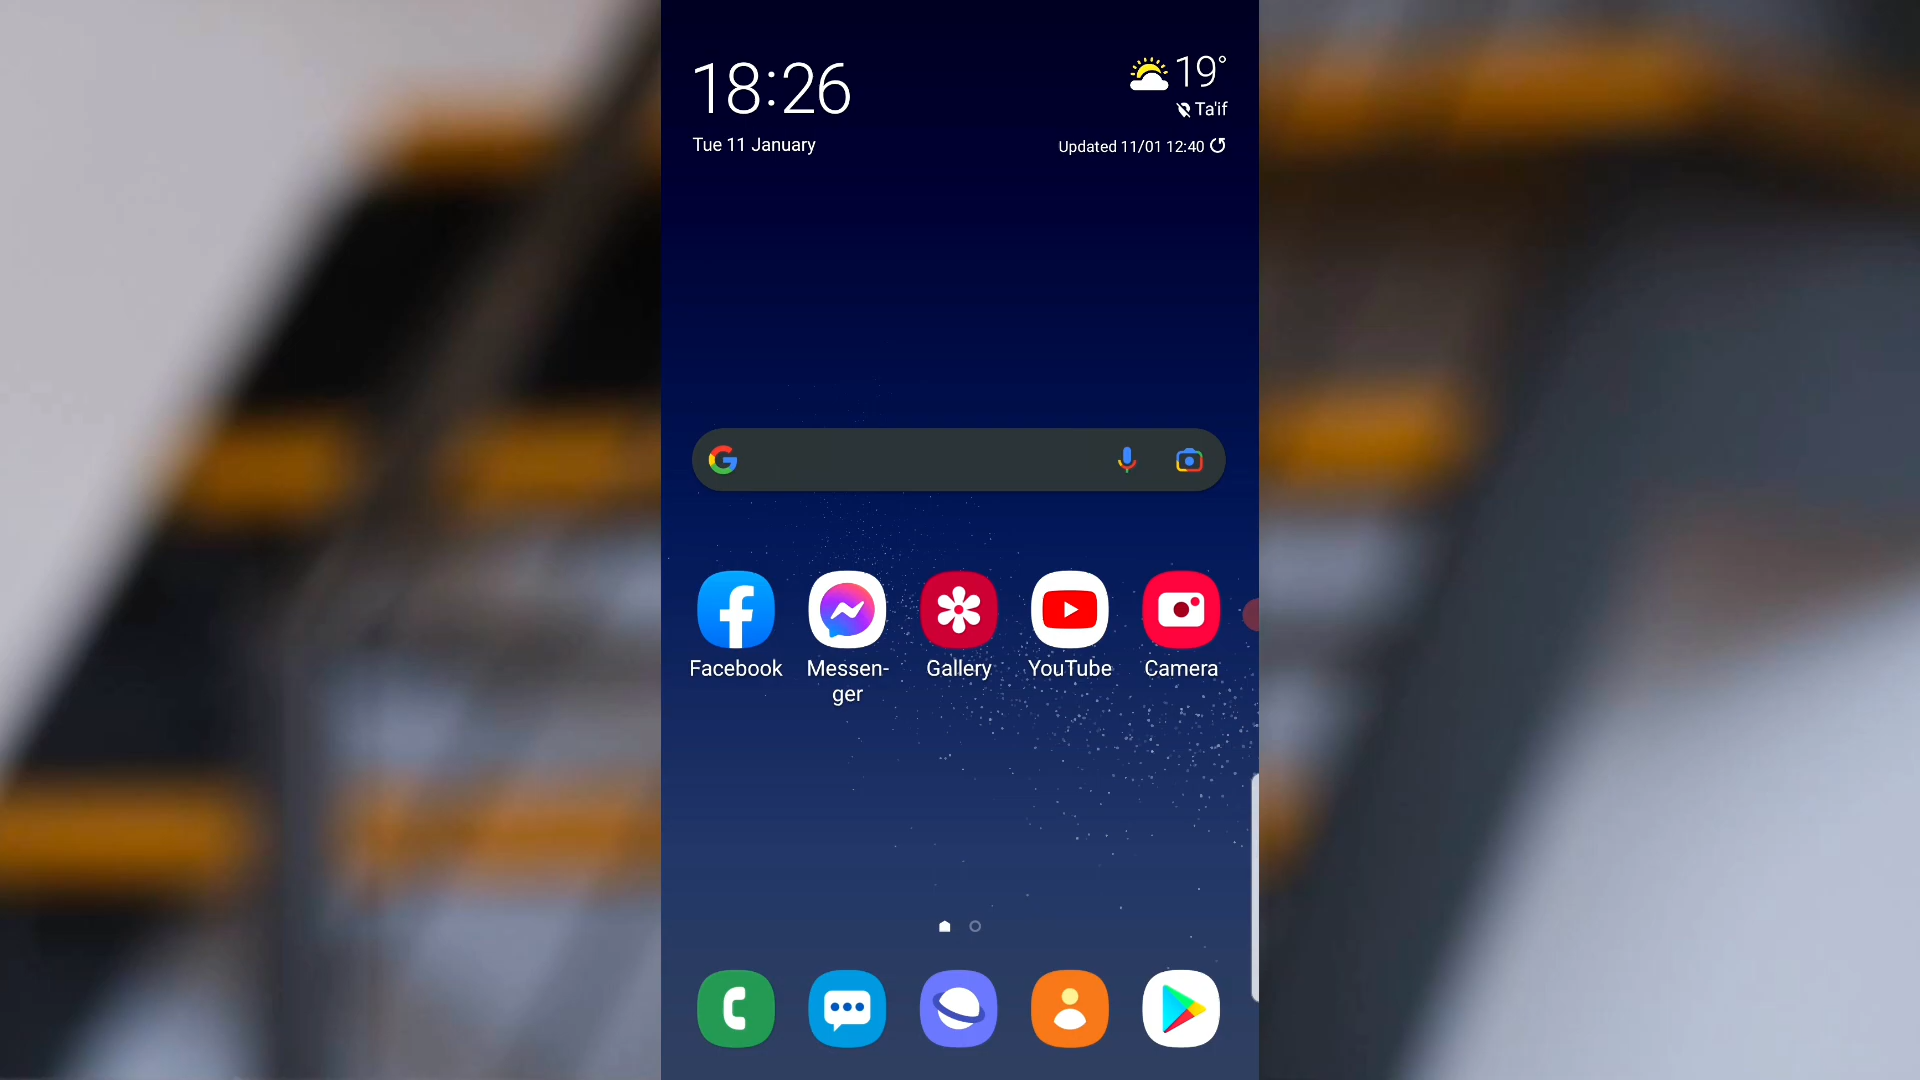 18:26
19°
Ta'if
Tue 11 January
Updated 11/01 12:40
Facebook
Messen-
ger
Gallery
YouTube
Camera